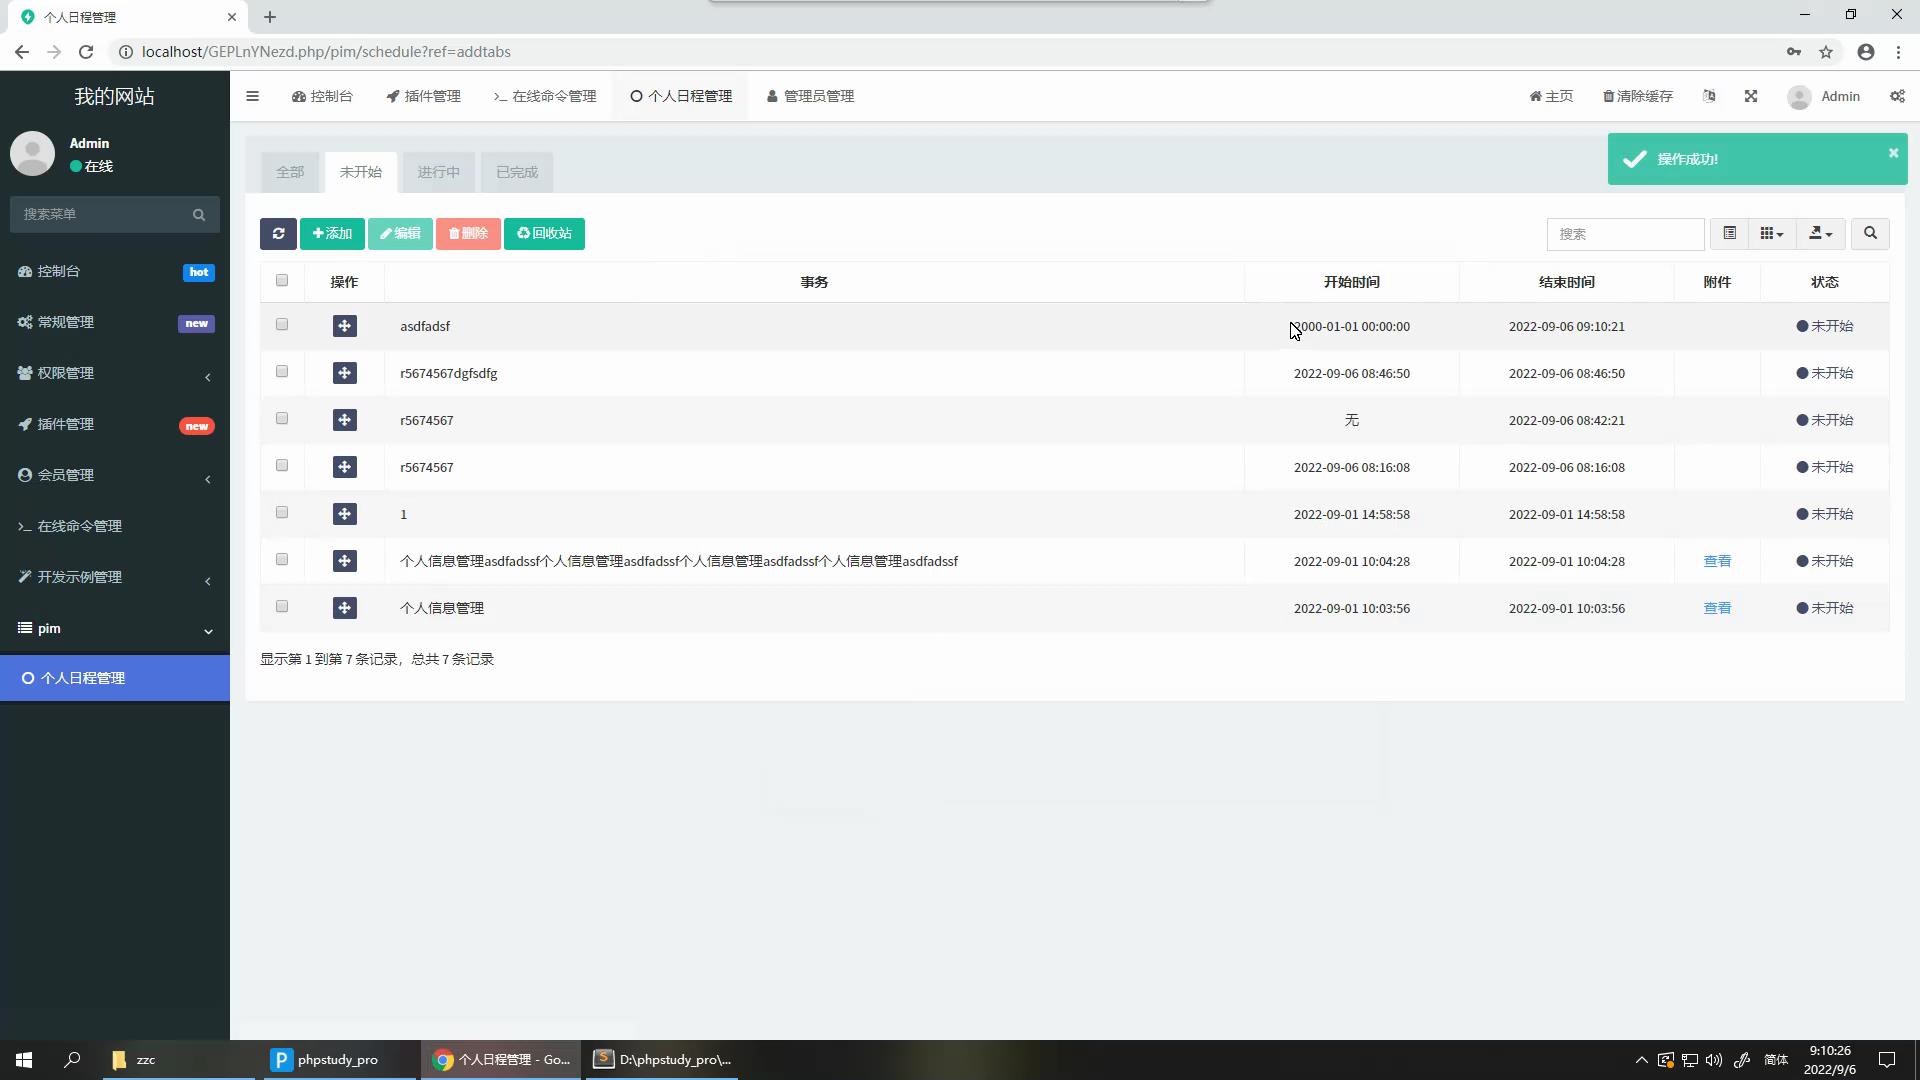 个人日程管理
localhost/GEPLnYNezd.php/pim/schedule?ref=addtabs
我的网站
控制台
插件管理
>_ 在线命令管理
个人日程管理
管理员管理
主页
清除缓存
Admin
Admin
在线
搜索菜单
控制台 hot
常规管理 new
权限管理
插件管理 new
会员管理
>_ 在线命令管理
开发示例管理
pim
个人日程管理
全部 未开始 进行中 已完成
操作成功!
添加 编辑 删除 回收站
搜索
操作 事务 开始时间 结束时间 附件 状态
asdfadsf 2000-01-01 00:00:00 2022-09-06 09:10:21 未开始
r5674567dgfsdfg 2022-09-06 08:46:50 2022-09-06 08:46:50 未开始
r5674567 无 2022-09-06 08:42:21 未开始
r5674567 2022-09-06 08:16:08 2022-09-06 08:16:08 未开始
1 2022-09-01 14:58:58 2022-09-01 14:58:58 未开始
个人信息管理asdfadssf个人信息管理asdfadssf个人信息管理asdfadssf个人信息管理asdfadssf 2022-09-01 10:04:28 2022-09-01 10:04:28 查看 未开始
个人信息管理 2022-09-01 10:03:56 2022-09-01 10:03:56 查看 未开始
显示第 1 到第 7 条记录，总共 7 条记录
zzc
phpstudy_pro
个人日程管理 - Go...
D:\phpstudy_pro\...
简体
9:10:26
2022/9/6